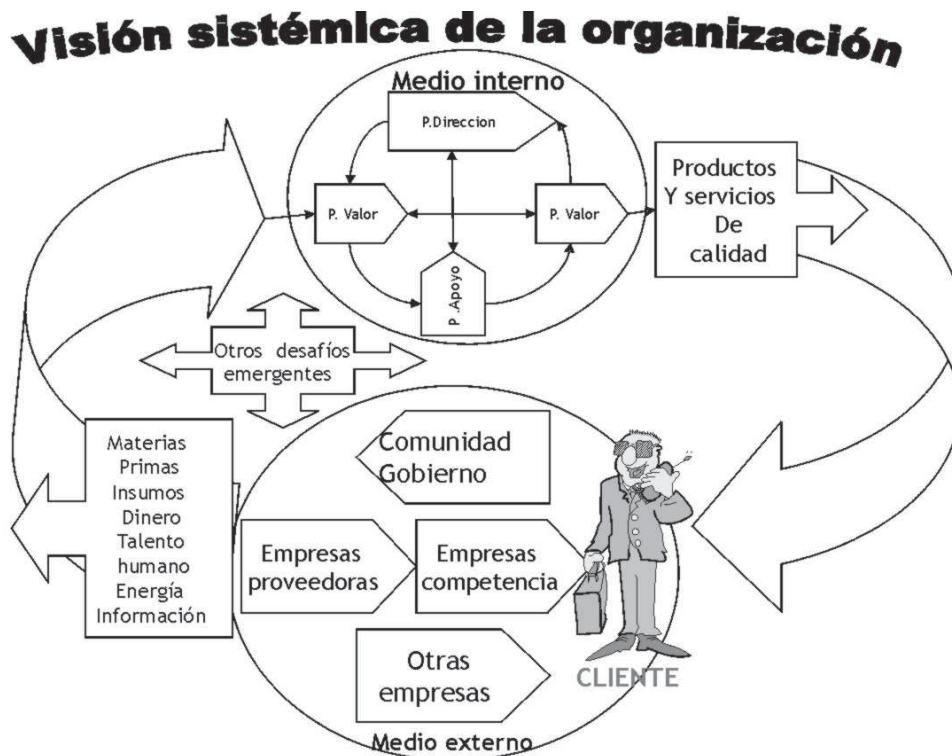 Visión sistémica de la organización
Medio interno
P.Direccion
P. Valor
P. Valor
P .Apoyo
Productos
Y servicios
De
calidad
Otros desafíos
emergentes
Materias
Primas
Insumos
Dinero
Talento
humano
Energía
Información
Comunidad
Gobierno
Empresas
proveedoras
Empresas
competencia
Otras
empresas
CLIENTE
Medio externo